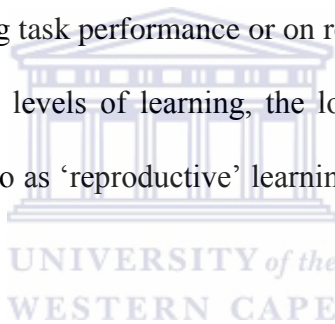 g task performance or on r
levels of learning, the lo
o as ‘reproductive’ learnin
UNIVERSITY of the
WESTERN CAPE